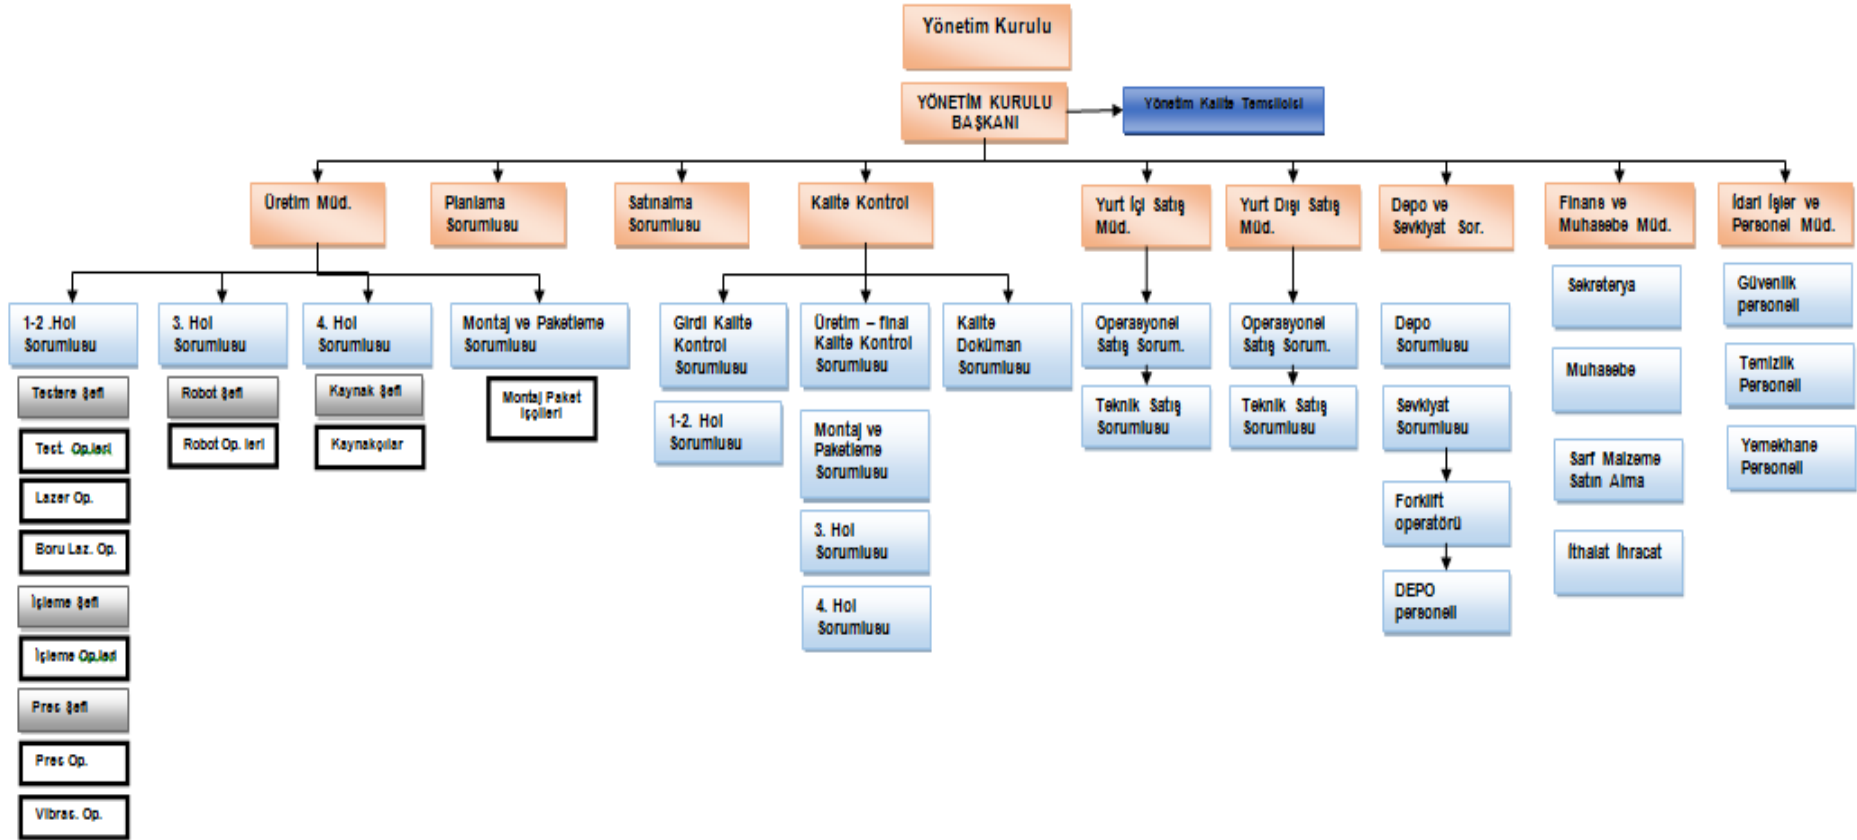 Yönetim Kurulu
YÖNETİM KURULU
BAŞKANI
Yönetim Kalite Temsilcisi
Üretim Müd.
Planlama
Sorumlusu
Satınalma
Sorumlusu
Kalite Kontrol
Yurt İçi Satış
Müd.
Yurt Dışı Satış
Müd.
Depo ve
Sevkiyat Sor.
Finans ve
Muhasebe Müd.
İdari İşler ve
Personel Müd.
1-2 .Hol
Sorumlusu
3. Hol
Sorumlusu
4. Hol
Sorumlusu
Montaj ve Paketleme
Sorumlusu
Testere Şefi
Test. Op.leri
Lazer Op.
Boru Laz. Op.
İşleme Şefi
İşleme Op.leri
Pres Şefi
Pres Op.
Vibras. Op.
Robot Şefi
Robot Op. leri
Kaynak Şefi
Kaynakçılar
Montaj Paket
İşçileri
Girdi Kalite
Kontrol
Sorumlusu
1-2. Hol
Sorumlusu
Üretim – final
Kalite Kontrol
Sorumlusu
Montaj ve
Paketleme
Sorumlusu
3. Hol
Sorumlusu
4. Hol
Sorumlusu
Kalite
Doküman
Sorumlusu
Operasyonel
Satış Sorum.
Teknik Satış
Sorumlusu
Operasyonel
Satış Sorum.
Teknik Satış
Sorumlusu
Depo
Sorumlusu
Sevkiyat
Sorumlusu
Forklift
operatörü
DEPO
personeli
Sekreterya
Muhasebe
Sarf Malzeme
Satın Alma
İthalat İhracat
Güvenlik
personeli
Temizlik
Personeli
Yemekhane
Personeli